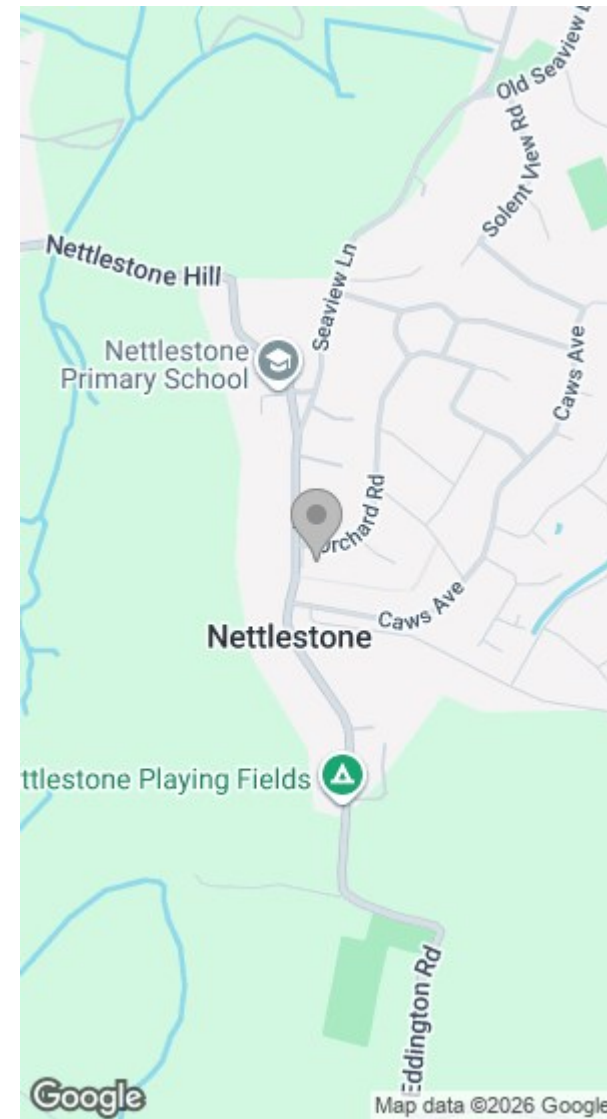 Old Seaview L
Solent View Rd
Nettlestone Hill
Seaview Ln
Nettlestone
Primary School
Caws Ave
Orchard Rd
Caws Ave
Nettlestone
ttlestone Playing Fields
Eddington Rd
Google
Map data ©2026 Google